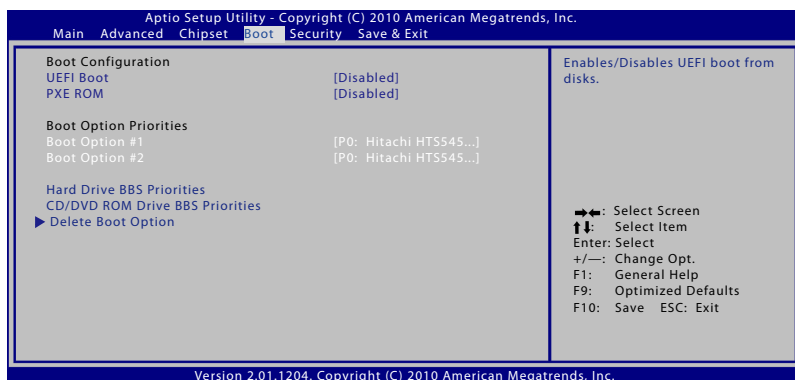 Aptio Setup Utility - Copyright (C) 2010 American Megatrends, Inc.
Main Advanced Chipset Boot Security Save & Exit
Boot Configuration
UEFI Boot [Disabled]
PXE ROM [Disabled]
Boot Option Priorities
Boot Option #1 [P0: Hitachi HTS545...]
Boot Option #2 [P0: Hitachi HTS545...]
Hard Drive BBS Priorities
CD/DVD ROM Drive BBS Priorities
Delete Boot Option
Enables/Disables UEFI boot from
disks.
→←: Select Screen
↑↓: Select Item
Enter: Select
+/—: Change Opt.
F1: General Help
F9: Optimized Defaults
F10: Save ESC: Exit
Version 2.01.1204. Copyright (C) 2010 American Megatrends, Inc.